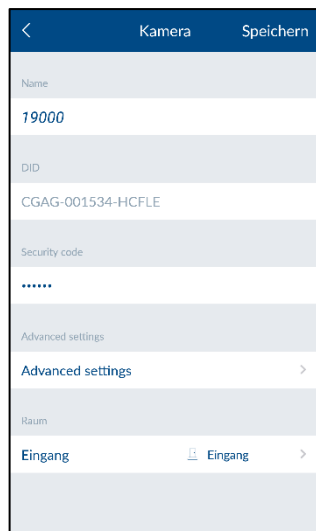 Kamera Speichern
Name
19000
DID
CGAG-001534-HCFLE
Security code
••••••
Advanced settings
Advanced settings
Raum
Eingang Eingang